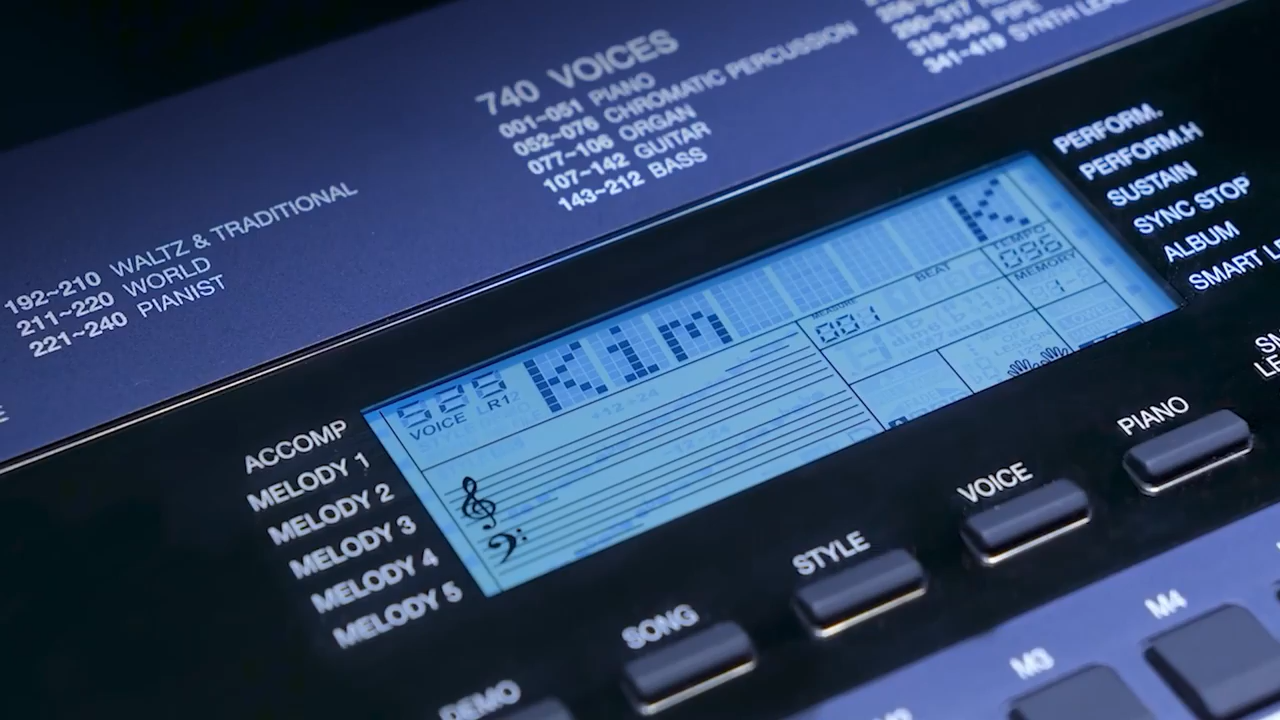 740 VOICES
001~051 PIANO
052~076 CHROMATIC PERCUSSION
077~106 ORGAN
107~142 GUITAR
143~212 BASS
318~340 PIPE
341~419 SYNTH
192~210 WALTZ & TRADITIONAL
211~220 WORLD
221~240 PIANIST
PERFORM.
PERFORM.H
SUSTAIN
SYNC STOP
ALBUM
SMART
ACCOMP
MELODY 1
MELODY 2
MELODY 3
MELODY 4
MELODY 5
K
Kim
VOICE R1
MEASURE
001
BEAT
TEMPO
096
MEMORY
PIANO
VOICE
STYLE
SONG
DEMO
M4
M3